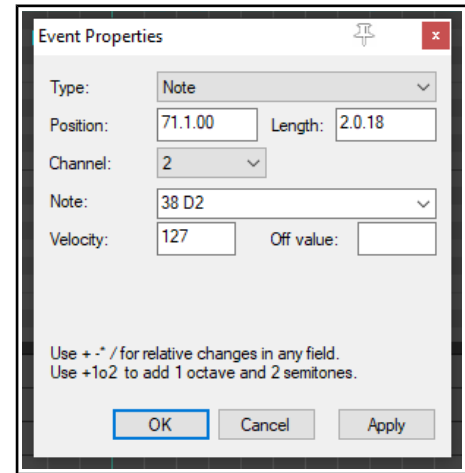 Event Properties
Type: Note
Position: 71.1.00 Length: 2.0.18
Channel: 2
Note: 38 D2
Velocity: 127 Off value:
Use + -* / for relative changes in any field.
Use +1o2 to add 1 octave and 2 semitones.
OK Cancel Apply